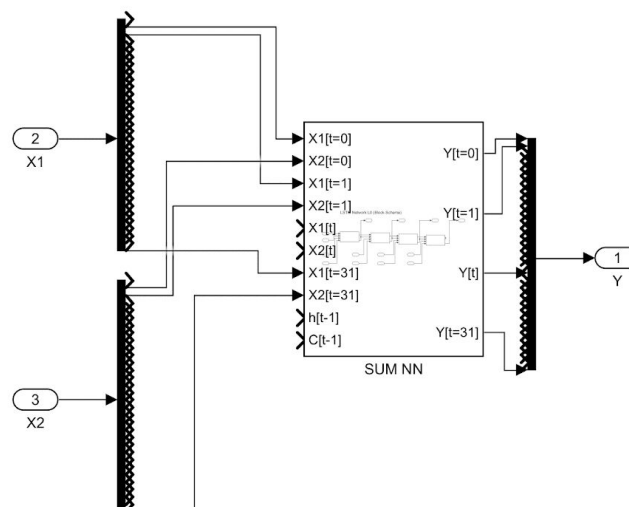 2
X1
3
X2
X1[t=0]
X2[t=0]
X1[t=1]
X2[t=1]
X1[t]
X2[t]
X1[t=31]
X2[t=31]
h[t-1]
C[t-1]
Y[t=0]
Y[t=1]
Y[t]
Y[t=31]
SUM NN
1
Y